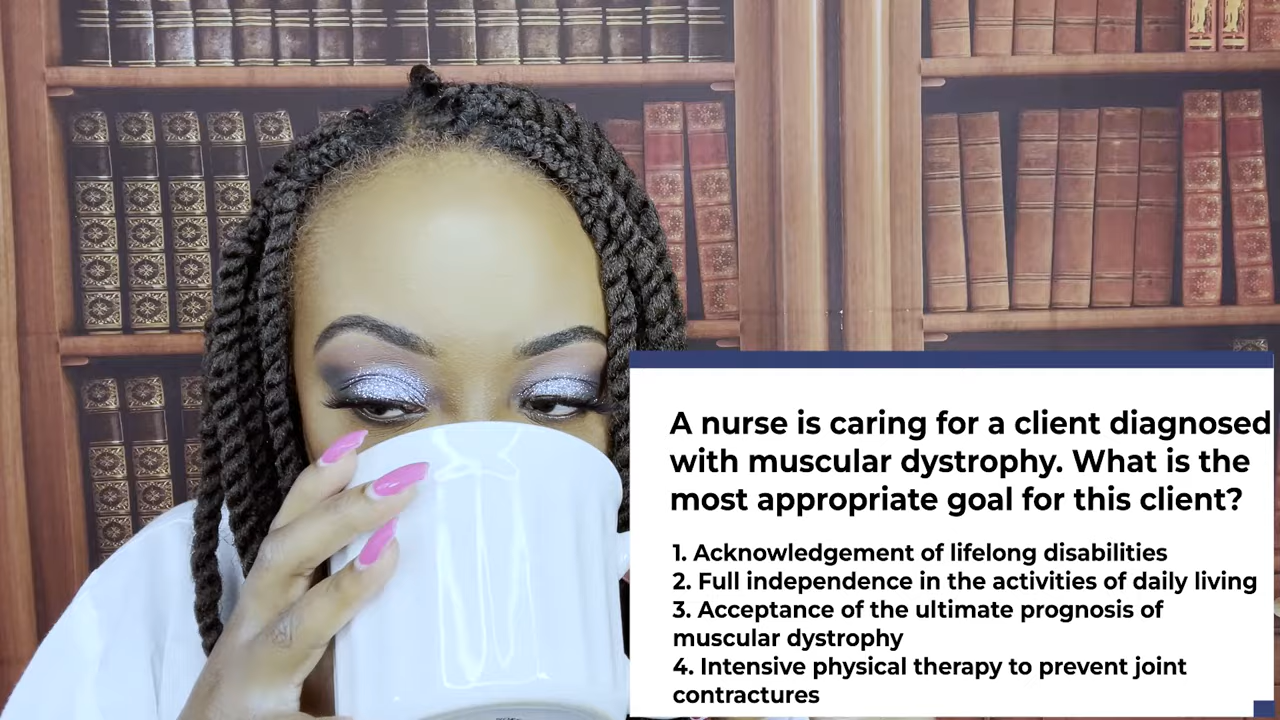 A nurse is caring for a client diagnosed
with muscular dystrophy. What is the
most appropriate goal for this client?
1. Acknowledgement of lifelong disabilities
2. Full independence in the activities of daily living
3. Acceptance of the ultimate prognosis of
muscular dystrophy
4. Intensive physical therapy to prevent joint
contractures